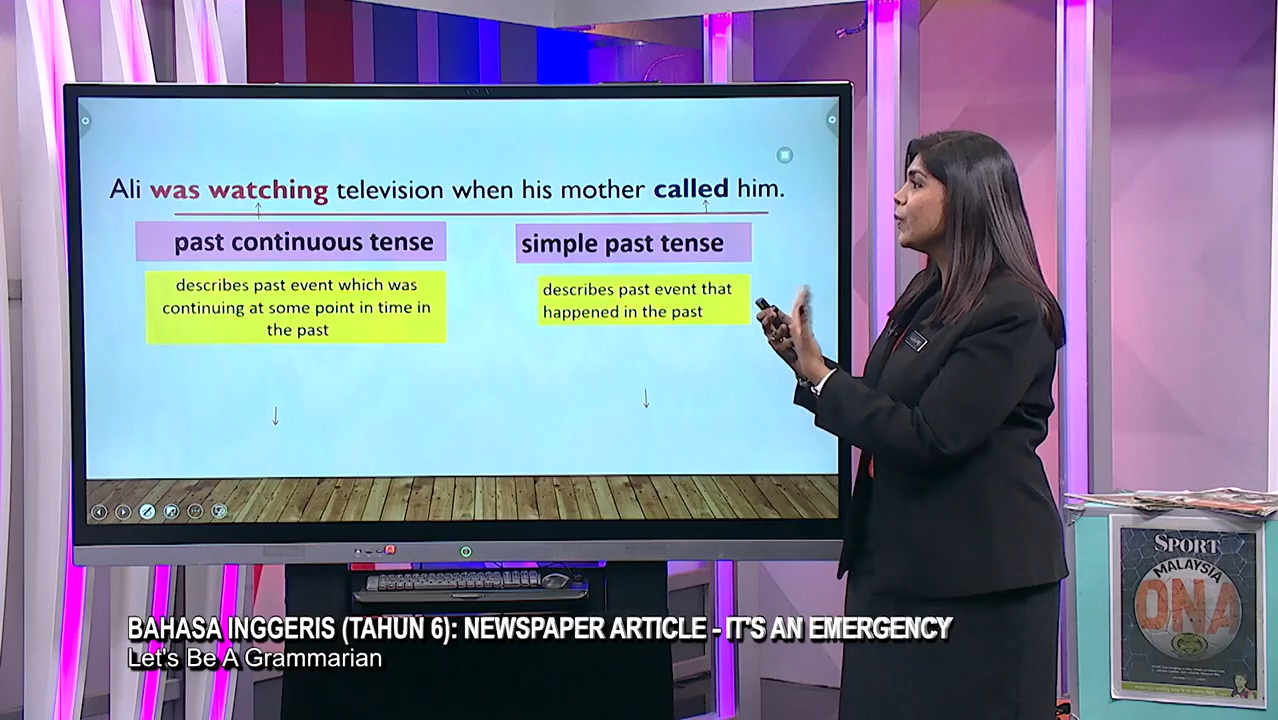 Ali was watching television when his mother called him.
past continuous tense
simple past tense
describes past event which was
continuing at some point in time in
the past
describes past event that
happened in the past
BAHASA INGGERIS (TAHUN 6): NEWSPAPER ARTICLE - IT'S AN EMERGENCY
Let's Be A Grammarian
SPORT
MALAYSIA
ONA